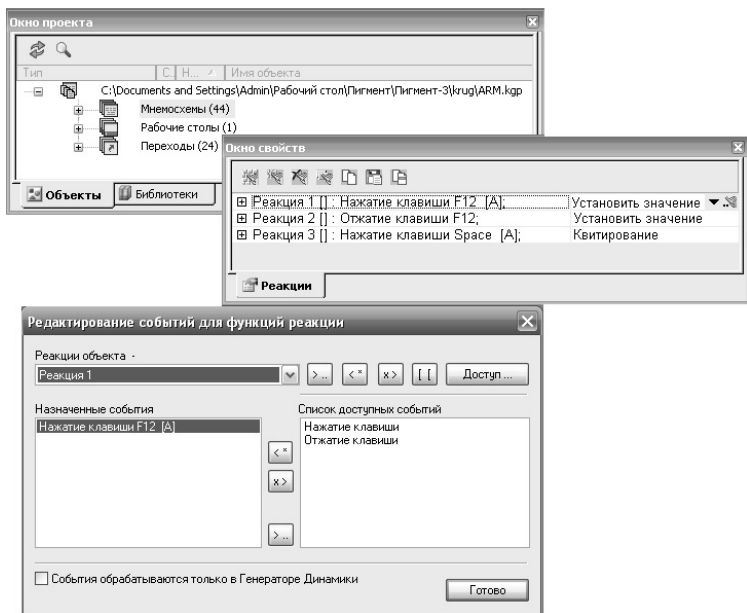 Окно проекта
Тип С. Н... Имя объекта
C:\Documents and Settings\Admin\Рабочий стол\Пигмент\Пигмент-3\krug\ARM.kgp
Мнемосхемы (44)
Рабочие столы (1)
Переходы (24)
Объекты Библиотеки
Окно свойств
Реакция 1 [] : Нажатие клавиши F12 [A]; Установить значение
Реакция 2 [] : Отжатие клавиши F12; Установить значение
Реакция 3 [] : Нажатие клавиши Space [A]; Квитирование
Реакции
Редактирование событий для функций реакции
Реакции объекта -
Реакция 1 > .. < * x > [ [ Доступ ...
Назначенные события Список доступных событий
Нажатие клавиши F12 [A] Нажатие клавиши
Отжатие клавиши
< *
x >
> ..
События обрабатываются только в Генераторе Динамики
Готово